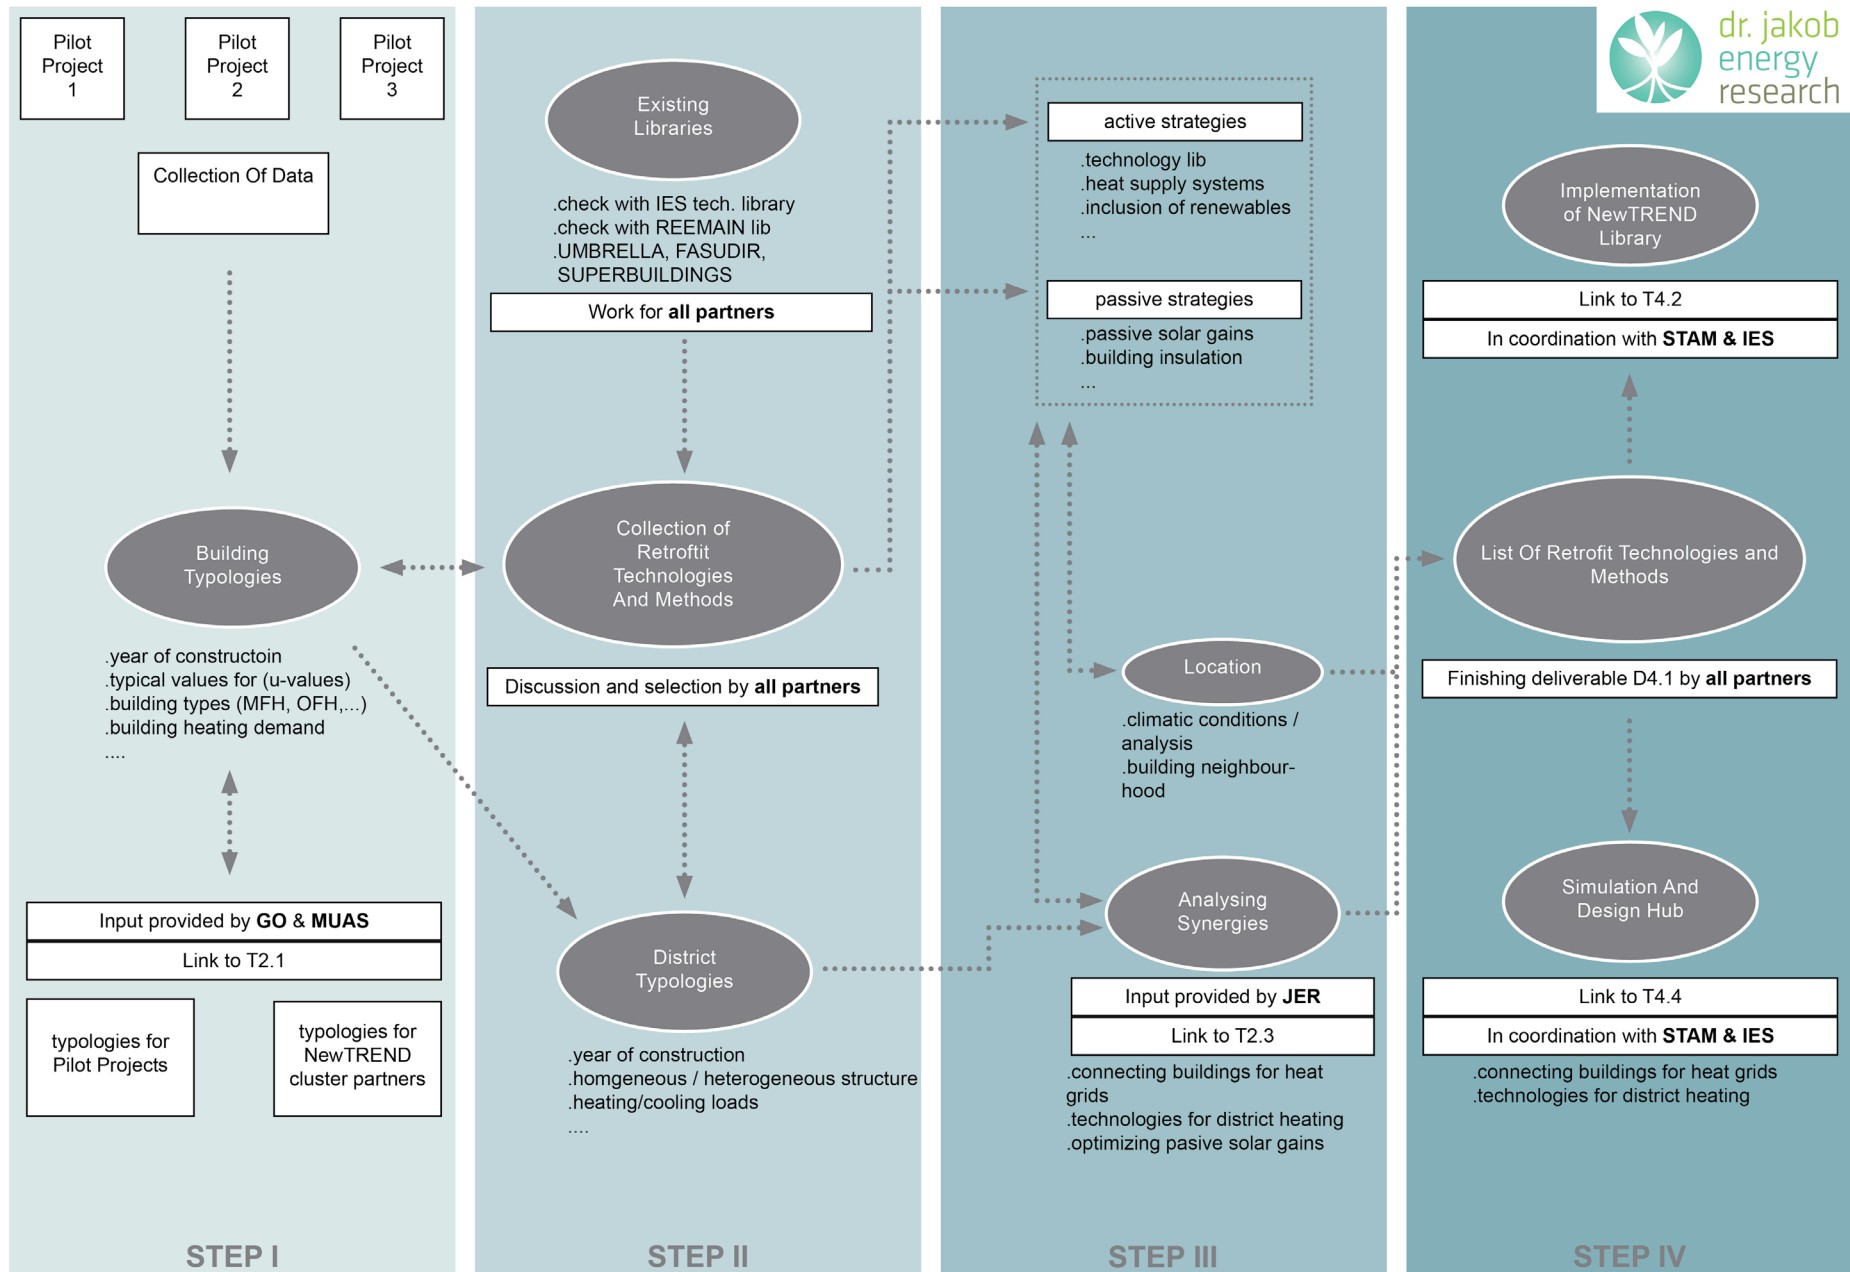 Pilot
Project
1
Pilot
Project
2
Pilot
Project
3
Collection Of Data
Building
Typologies
.year of constructoin
.typical values for (u-values)
.building types (MFH, OFH,...)
.building heating demand
....
Input provided by GO & MUAS
Link to T2.1
typologies for
Pilot Projects
typologies for
NewTREND
cluster partners
STEP I
Existing
Libraries
.check with IES tech. library
.check with REEMAIN lib
.UMBRELLA, FASUDIR,
SUPERBUILDINGS
Work for all partners
Collection of
Retroftit
Technologies
And Methods
Discussion and selection by all partners
District
Typologies
.year of construction
.homgeneous / heterogeneous structure
.heating/cooling loads
....
STEP II
active strategies
.technology lib
.heat supply systems
.inclusion of renewables
...
passive strategies
.passive solar gains
.building insulation
...
Location
.climatic conditions /
analysis
.building neighbour-
hood
Analysing
Synergies
Input provided by JER
Link to T2.3
.connecting buildings for heat
grids
.technologies for district heating
.optimizing pasive solar gains
STEP III
dr. jakob
energy
research
Implementation
of NewTREND
Library
Link to T4.2
In coordination with STAM & IES
List Of Retrofit Technologies and
Methods
Finishing deliverable D4.1 by all partners
Simulation And
Design Hub
Link to T4.4
In coordination with STAM & IES
.connecting buildings for heat grids
.technologies for district heating
STEP IV